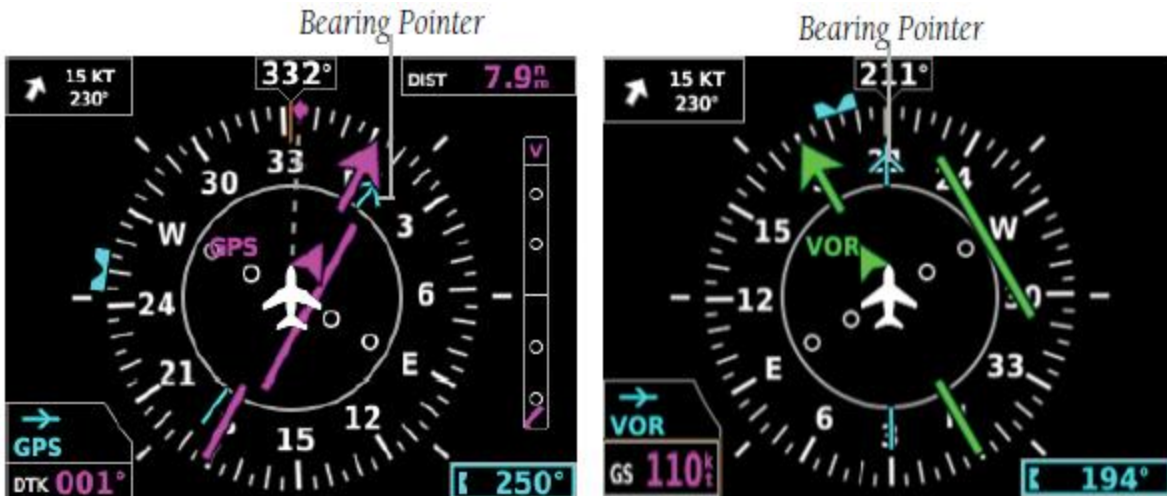 Bearing Pointer
15 KT
230°
332°
DIST 7.9nm
33
30
3
W
GPS
V
24
6
21
E
12
15
GPS
DTK 001°
250°
Bearing Pointer
15 KT
230°
211°
24
15
W
VOR
12
30
E
33
6
VOR
GS 110kt
194°